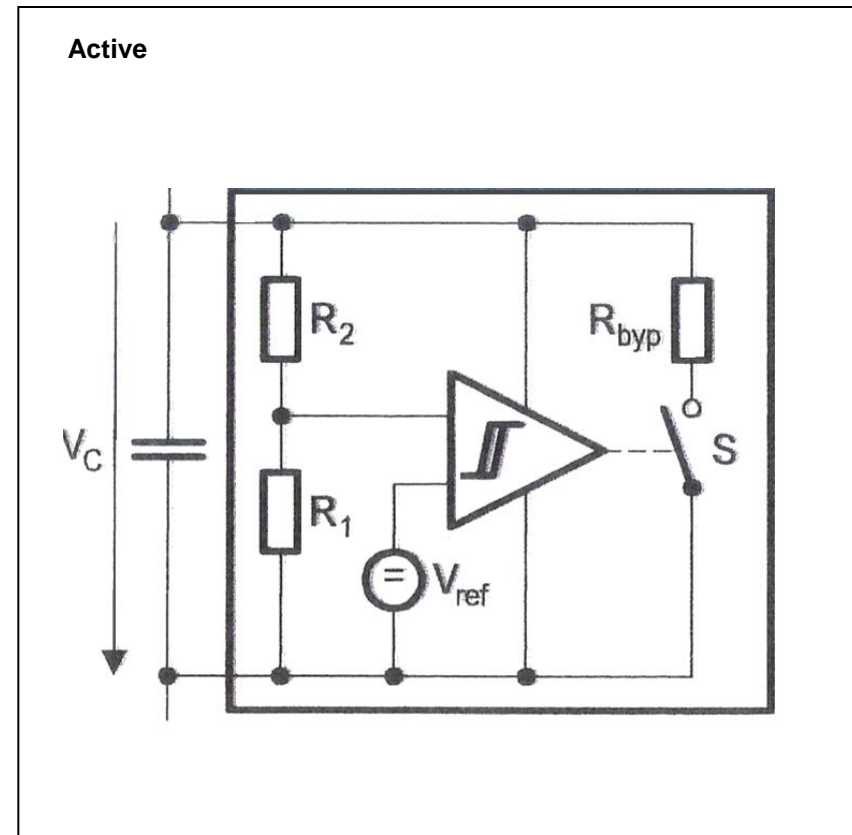 Active
R2
Rbyp
VC
S
R1
=
Vref